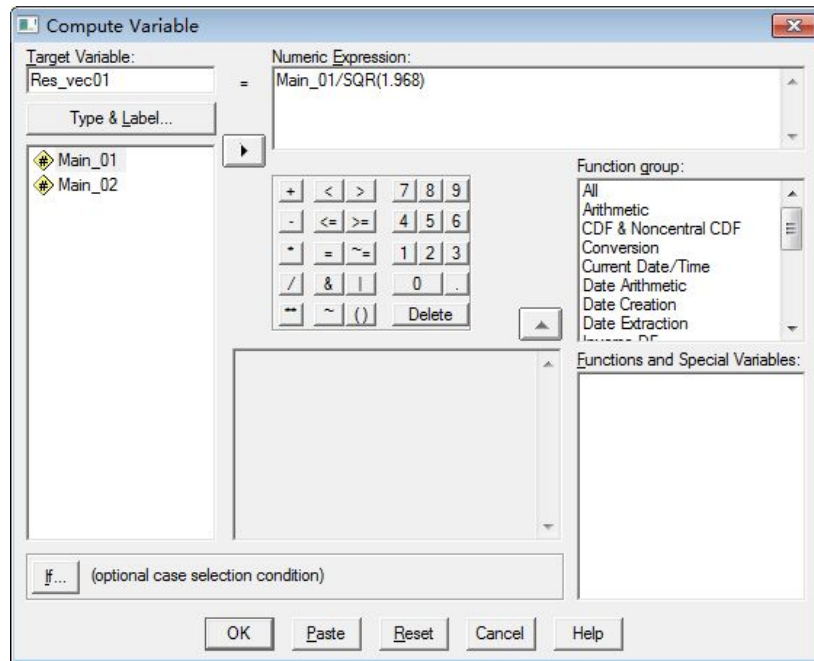 Compute Variable
Target Variable:
Res_vec01
=
Numeric Expression:
Main_01/SQR(1.968)
Type & Label...
Main_01
Main_02
+ < > 7 8 9
- <= >= 4 5 6
* = ~= 1 2 3
/ & | 0 .
** ~ () Delete
Function group:
All
Arithmetic
CDF & Noncentral CDF
Conversion
Current Date/Time
Date Arithmetic
Date Creation
Date Extraction
Functions and Special Variables:
If... (optional case selection condition)
OK Paste Reset Cancel Help